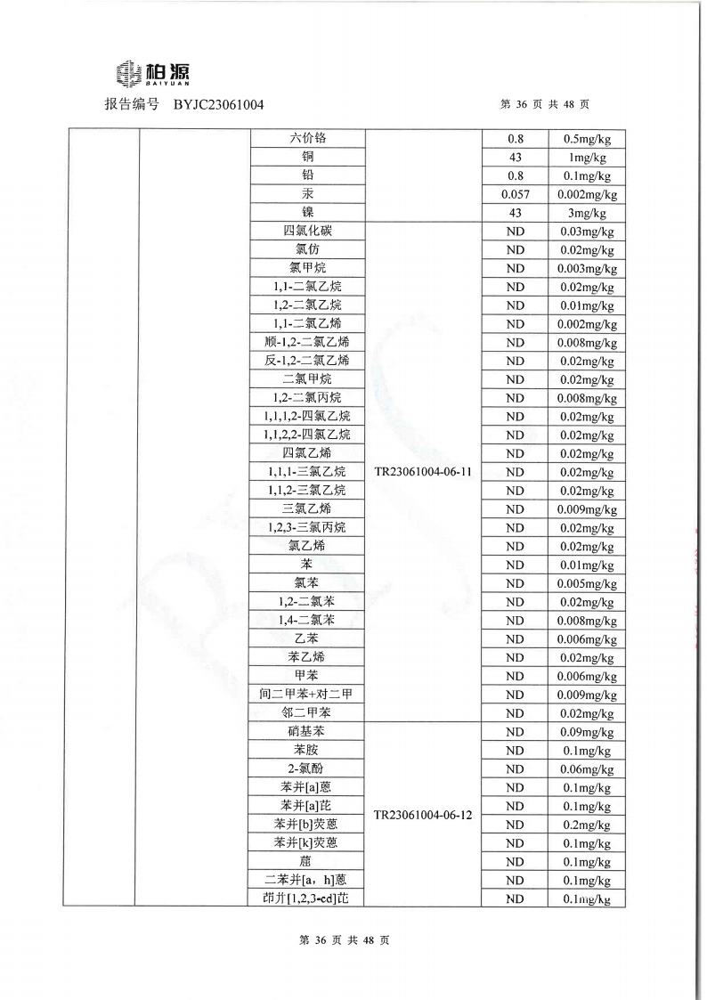 柏源
BAIYUAN
报告编号 BYJC23061004
第 36 页 共 48 页
六价铬 0.8 0.5mg/kg
铜 43 1mg/kg
铅 0.8 0.1mg/kg
汞 0.057 0.002mg/kg
镍 43 3mg/kg
四氯化碳 ND 0.03mg/kg
氯仿 ND 0.02mg/kg
氯甲烷 ND 0.003mg/kg
1,1-二氯乙烷 ND 0.02mg/kg
1,2-二氯乙烷 ND 0.01mg/kg
1,1-二氯乙烯 ND 0.002mg/kg
顺-1,2-二氯乙烯 ND 0.008mg/kg
反-1,2-二氯乙烯 ND 0.02mg/kg
二氯甲烷 ND 0.02mg/kg
1,2-二氯丙烷 ND 0.008mg/kg
1,1,1,2-四氯乙烷 ND 0.02mg/kg
1,1,2,2-四氯乙烷 ND 0.02mg/kg
四氯乙烯 ND 0.02mg/kg
1,1,1-三氯乙烷 TR23061004-06-11 ND 0.02mg/kg
1,1,2-三氯乙烷 ND 0.02mg/kg
三氯乙烯 ND 0.009mg/kg
1,2,3-三氯丙烷 ND 0.02mg/kg
氯乙烯 ND 0.02mg/kg
苯 ND 0.01mg/kg
氯苯 ND 0.005mg/kg
1,2-二氯苯 ND 0.02mg/kg
1,4-二氯苯 ND 0.008mg/kg
乙苯 ND 0.006mg/kg
苯乙烯 ND 0.02mg/kg
甲苯 ND 0.006mg/kg
间二甲苯+对二甲 ND 0.009mg/kg
邻二甲苯 ND 0.02mg/kg
硝基苯 ND 0.09mg/kg
苯胺 ND 0.1mg/kg
2-氯酚 ND 0.06mg/kg
苯并[a]蒽 ND 0.1mg/kg
苯并[a]芘 ND 0.1mg/kg
TR23061004-06-12
苯并[b]荧蒽 ND 0.2mg/kg
苯并[k]荧蒽 ND 0.1mg/kg
䓛 ND 0.1mg/kg
二苯并[a，h]蒽 ND 0.1mg/kg
茚并[1,2,3-cd]芘 ND 0.1mg/kg
第 36 页 共 48 页